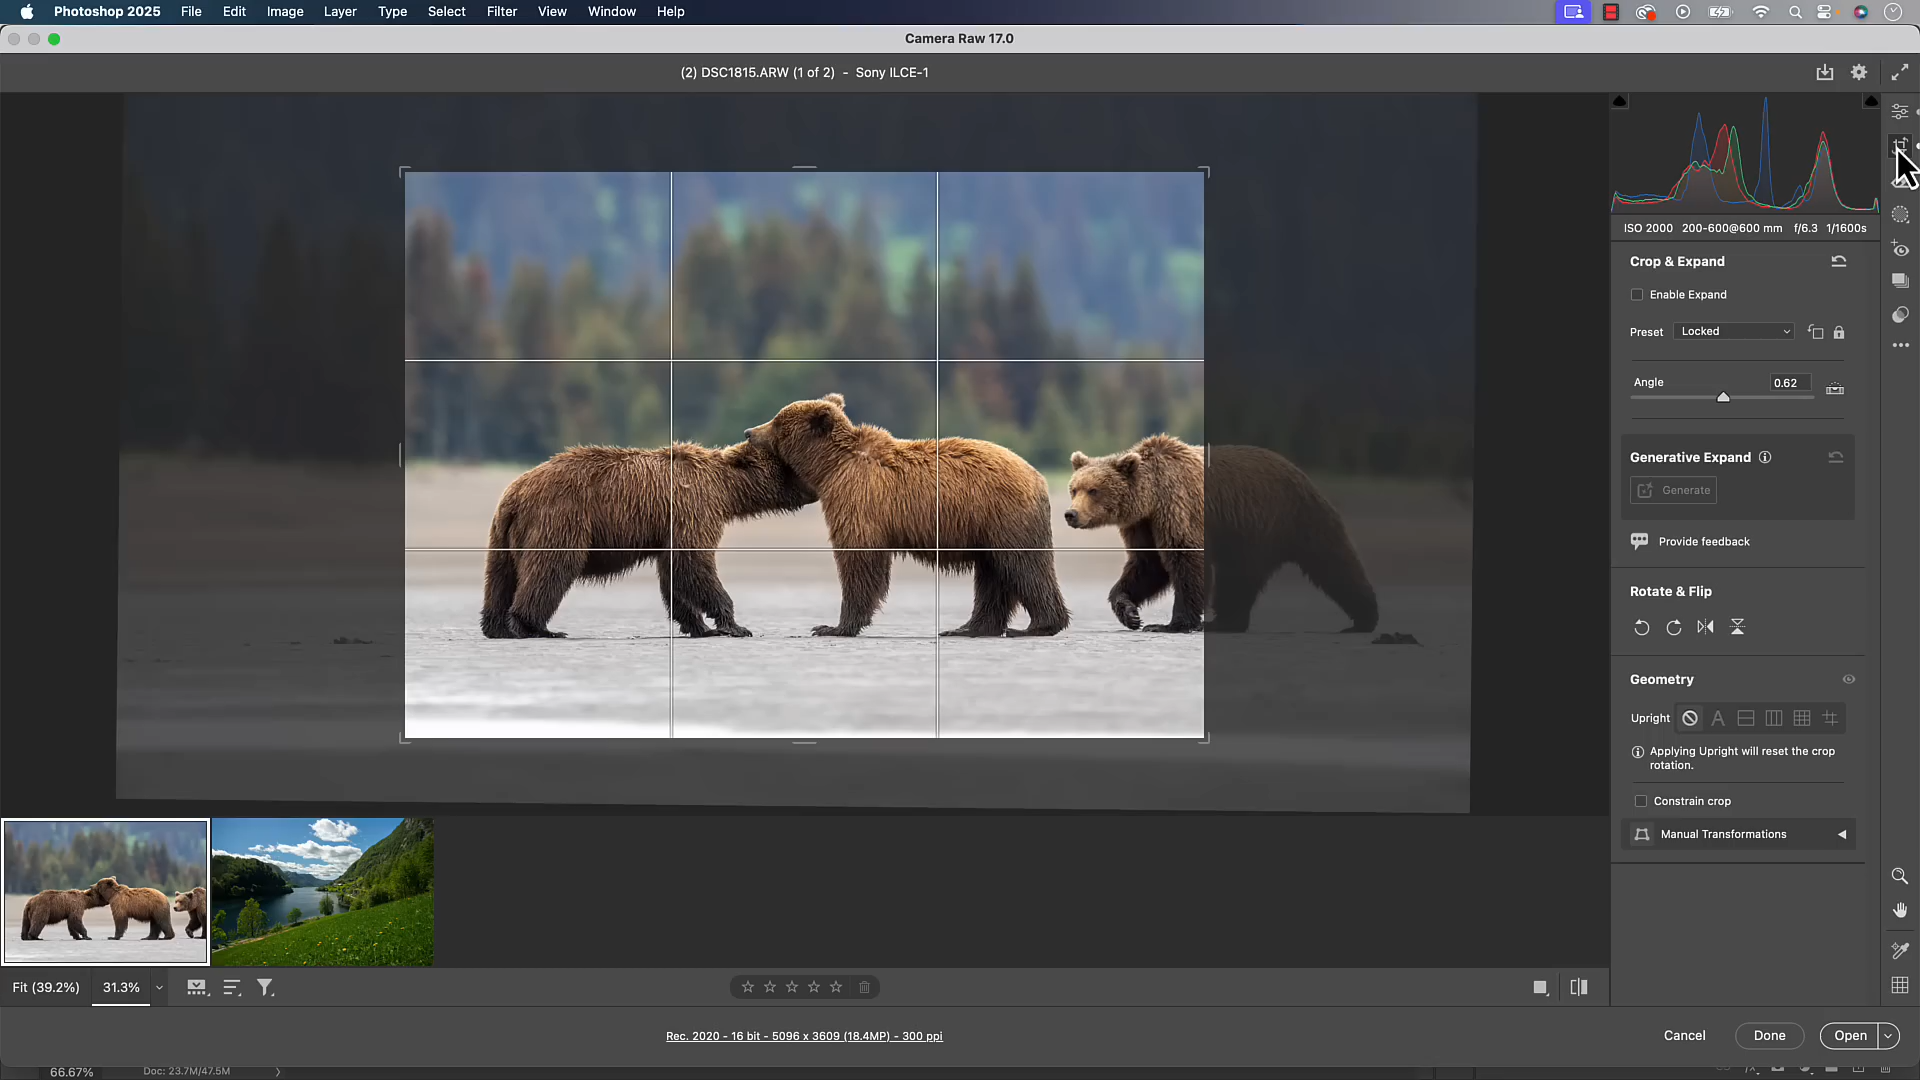 Photoshop 2025 File Edit Image Layer Type Select Filter View Window Help
Camera Raw 17.0
(2) DSC1815.ARW (1 of 2) - Sony ILCE-1
ISO 2000 200-600@600 mm f/6.3 1/1600s
Crop & Expand
Enable Expand
Preset Locked
Angle 0.62
Generative Expand
Generate
Provide feedback
Rotate & Flip
Geometry
Upright A
Applying Upright will reset the crop
rotation.
Constrain crop
Manual Transformations
Fit (39.2%) 31.3%
Rec. 2020 - 16 bit - 5096 x 3609 (18.4MP) - 300 ppi
Cancel Done Open
66.67% Doc: 23.7M/47.5M